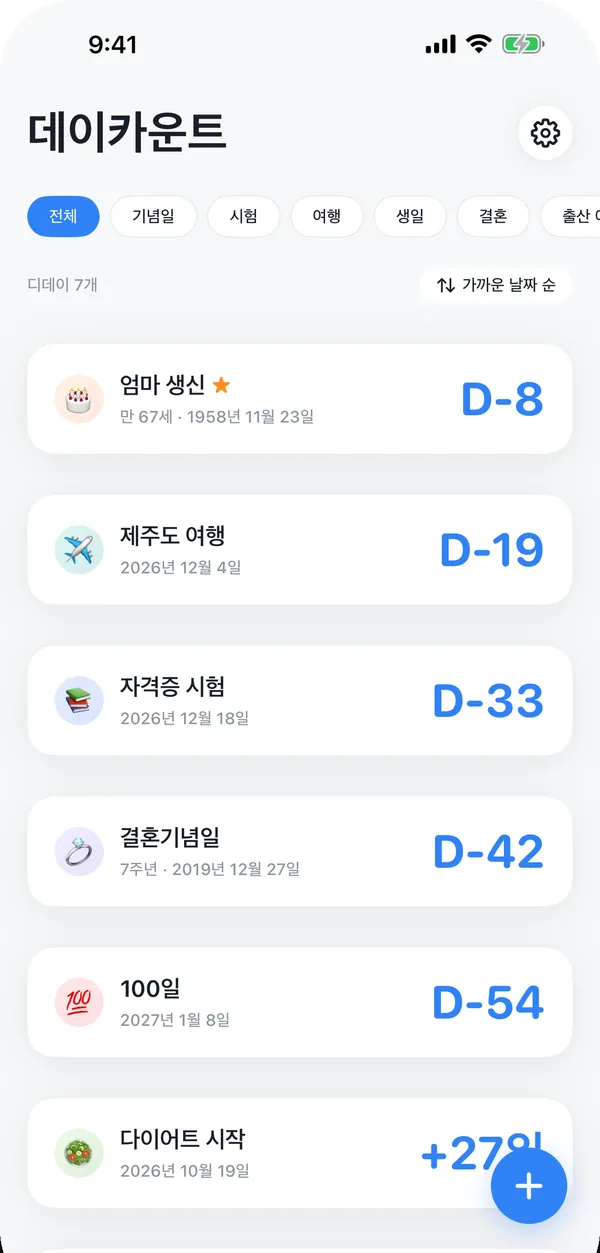 9:41
데이카운트
전체 기념일 시험 여행 생일 결혼 출산
디데이 7개 가까운 날짜 순
엄마 생신
만 67세 · 1958년 11월 23일
D-8
제주도 여행
2026년 12월 4일
D-19
자격증 시험
2026년 12월 18일
D-33
결혼기념일
7주년 · 2019년 12월 27일
D-42
100
100일
2027년 1월 8일
D-54
다이어트 시작
2026년 10월 19일
+27일